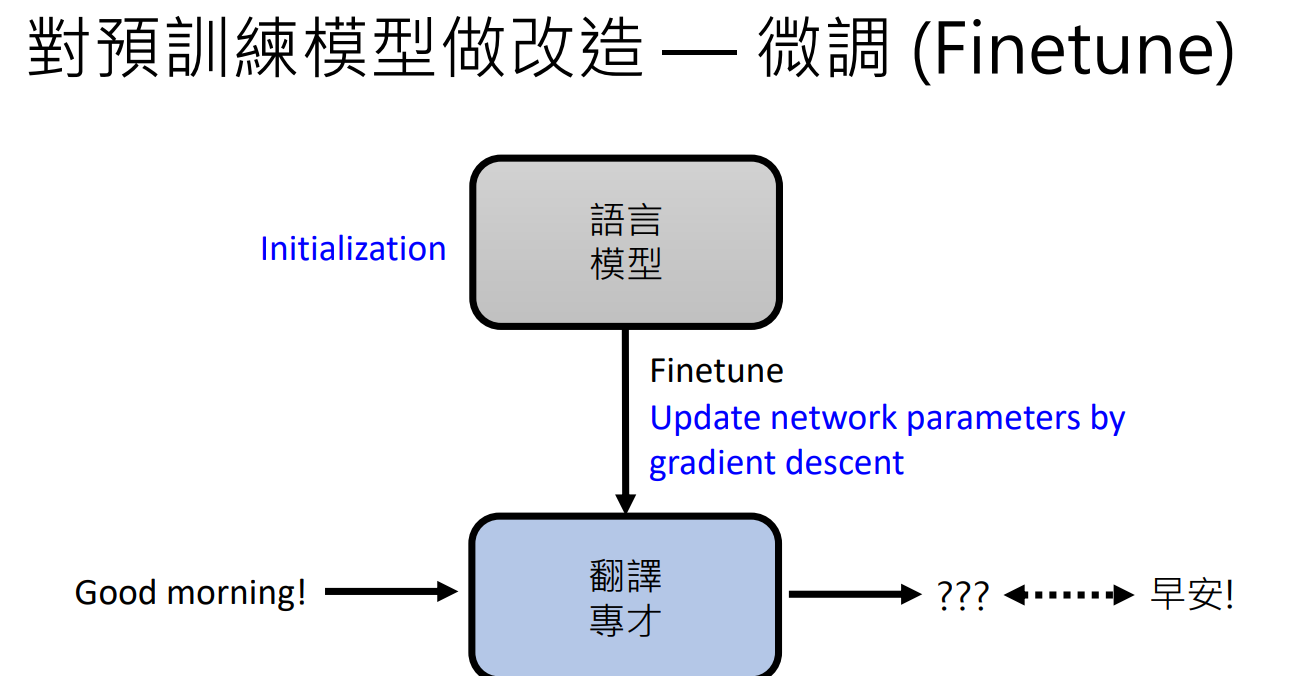 對預訓練模型做改造 — 微調 (Finetune)
語言
模型
Initialization
Finetune
Update network parameters by
gradient descent
翻譯
專才
Good morning!
???
早安!